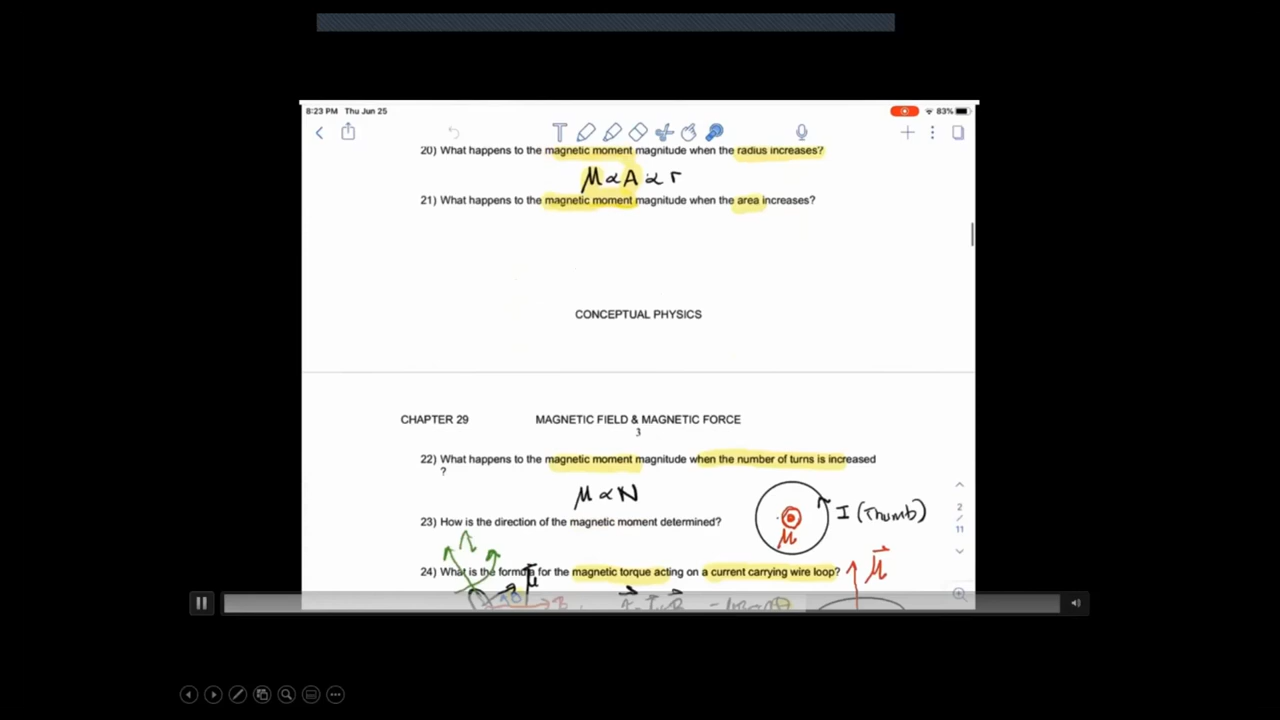 8:23 PM Thu Jun 25
83%
20) What happens to the magnetic moment magnitude when the radius increases?
μ ∝ A ∝ r
21) What happens to the magnetic moment magnitude when the area increases?
CONCEPTUAL PHYSICS
CHAPTER 29 MAGNETIC FIELD & MAGNETIC FORCE
3
22) What happens to the magnetic moment magnitude when the number of turns is increased
?
μ ∝ N
I (Thumb)
μ
23) How is the direction of the magnetic moment determined?
2
/
11
24) What is the formula for the magnetic torque acting on a current carrying wire loop?
μ⃗
μ⃗